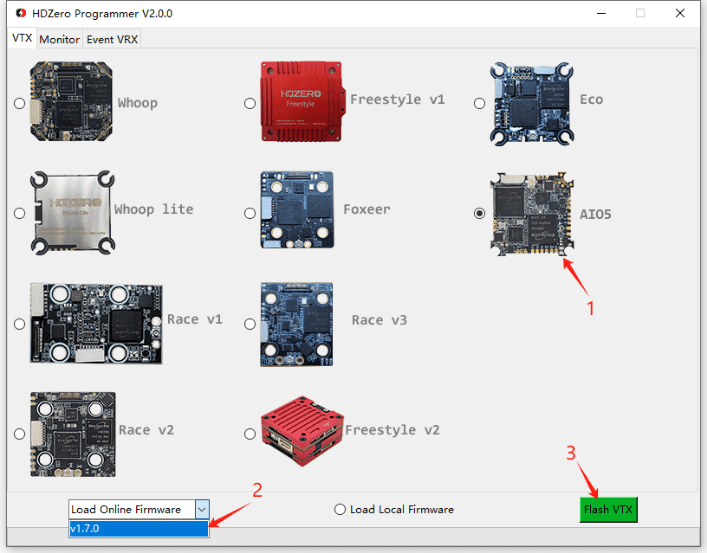 HDZero Programmer V2.0.0
VTX Monitor Event VRX
Whoop
HDZERO
Freestyle
Freestyle v1
Eco
HDZERO
Whoop lite
Foxeer
AIO5
1
Race v1
Race v3
Race v2
Freestyle v2
3
2
Load Online Firmware
Load Local Firmware
Flash VTX
v1.7.0